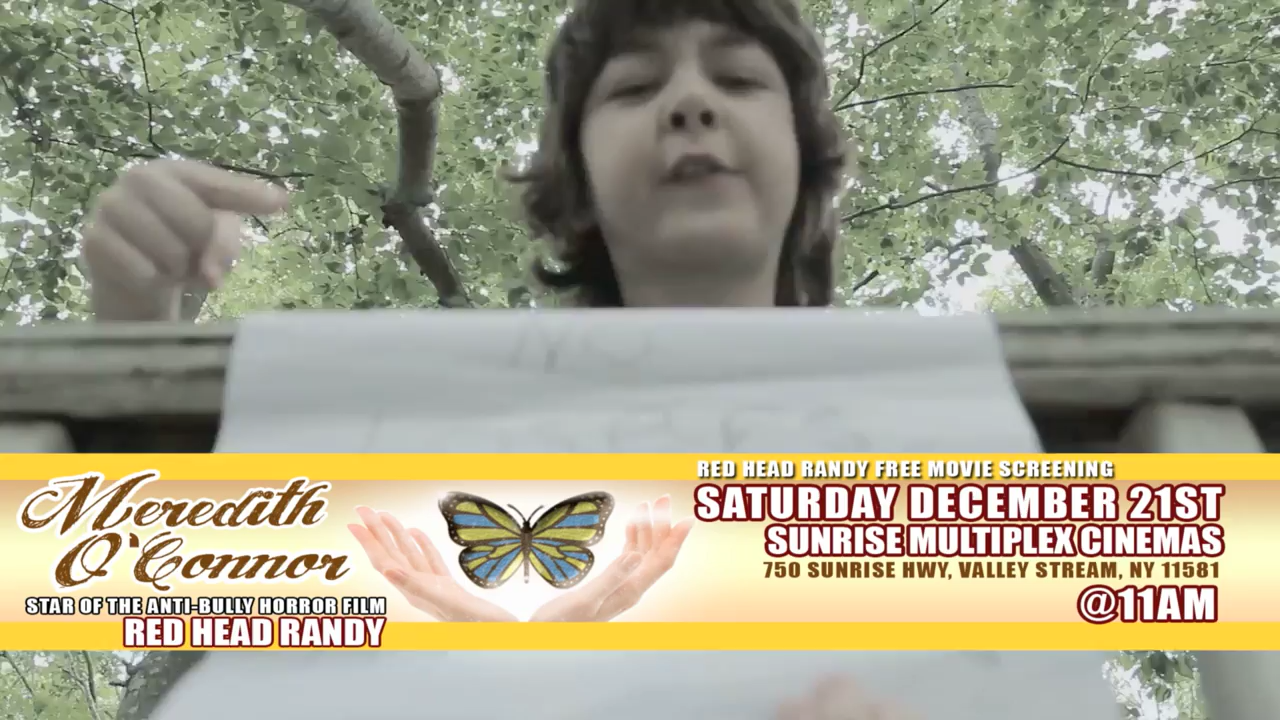 NO
Meredith
O'Connor
STAR OF THE ANTI-BULLY HORROR FILM
RED HEAD RANDY
RED HEAD RANDY FREE MOVIE SCREENING
SATURDAY DECEMBER 21ST
SUNRISE MULTIPLEX CINEMAS
750 SUNRISE HWY, VALLEY STREAM, NY 11581
@11AM